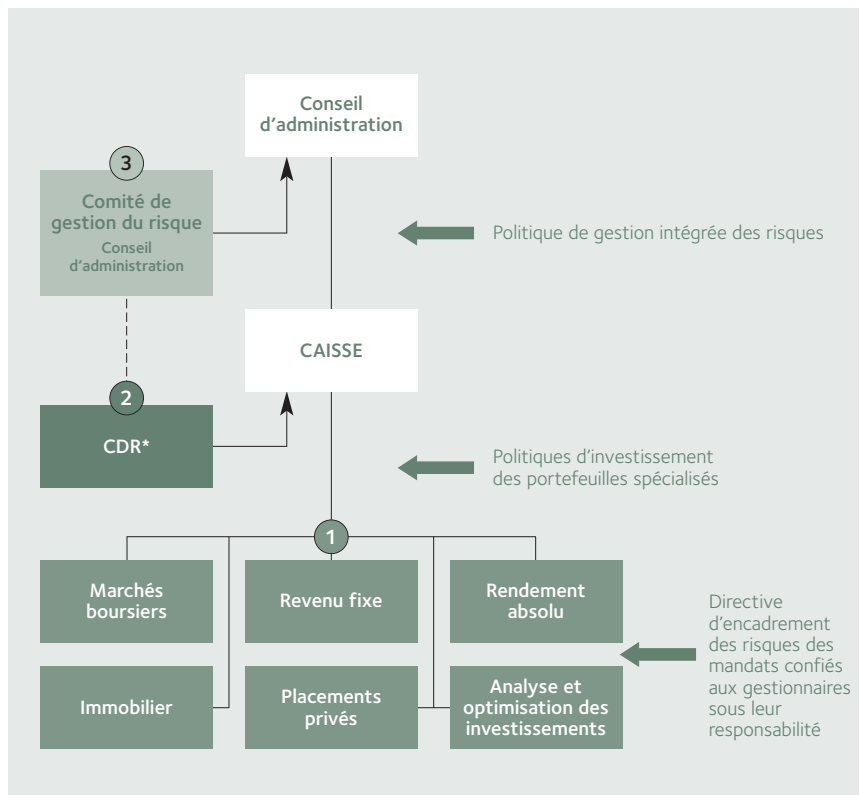 Conseil
d’administration
3
Comité de
gestion du risque
Conseil
d’administration
Politique de gestion intégrée des risques
CAISSE
2
CDR*
Politiques d’investissement
des portefeuilles spécialisés
1
Marchés
boursiers
Revenu fixe
Rendement
absolu
Immobilier
Placements
privés
Analyse et
optimisation des
investissements
Directive
d’encadrement
des risques des
mandats confiés
aux gestionnaires
sous leur
responsabilité